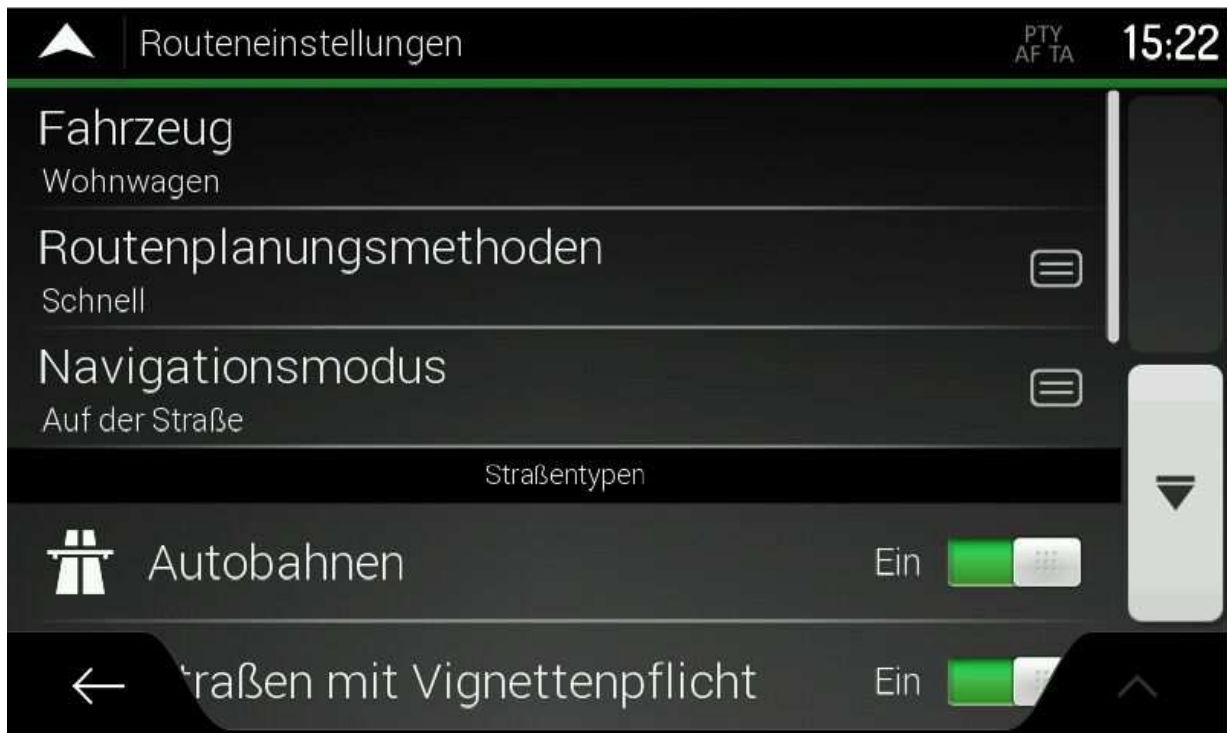 Routeneinstellungen
PTY
AF TA
15:22
Fahrzeug
Wohnwagen
Routenplanungsmethoden
Schnell
Navigationsmodus
Auf der Straße
Straßentypen
Autobahnen Ein
traßen mit Vignettenpflicht Ein